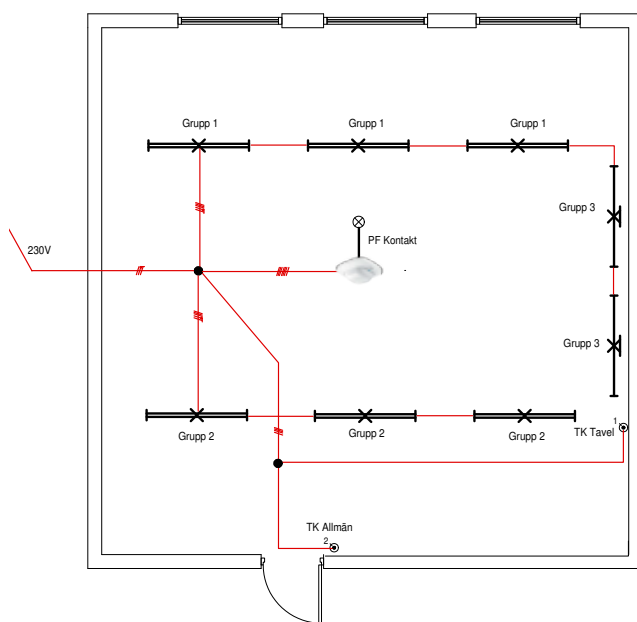 Grupp 1
Grupp 1
Grupp 1
Grupp 3
PF Kontakt
230V
Grupp 3
1
TK Tavel
Grupp 2
Grupp 2
Grupp 2
TK Allmän
2